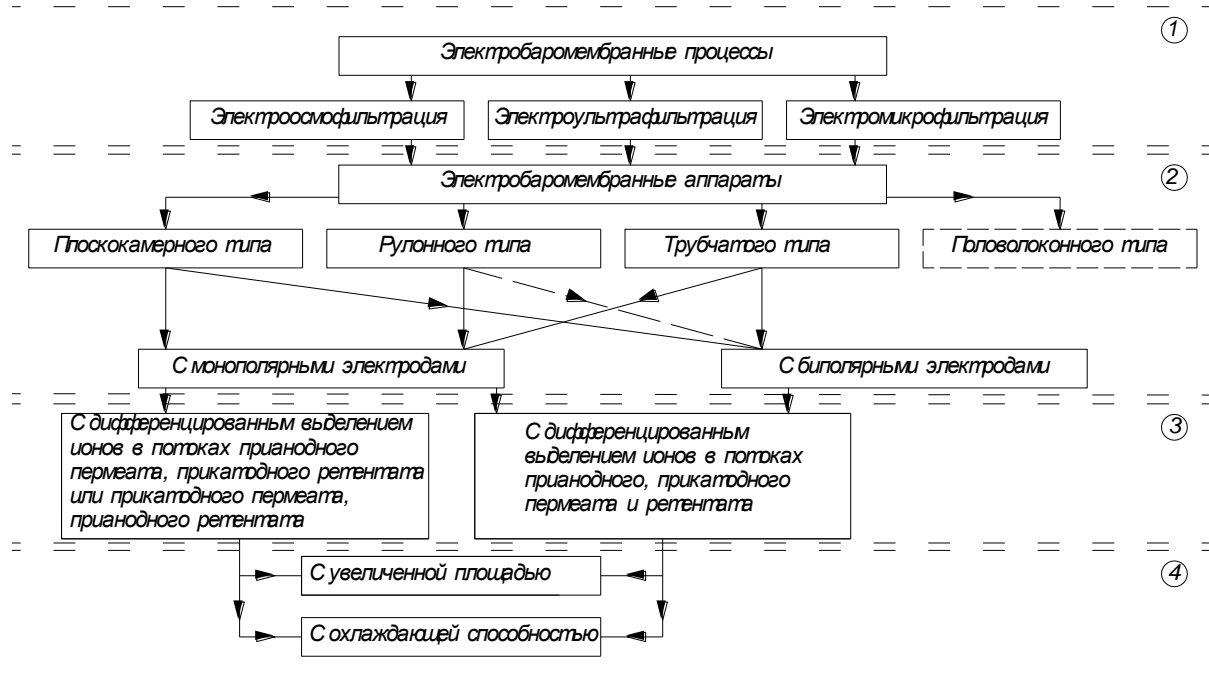 1
Электробаромембранные процессы
Электроосмофильтрация
Электроультрафильтрация
Электромикрофильтрация
2
Электробаромембранные аппараты
Плоскокамерного типа
Рулонного типа
Трубчатого типа
Половолоконного типа
С монополярными электродами
С биполярными электродами
3
С дифференцированным выделением
ионов в потоках прианодного
пермеата, прикатодного ретентата
или прикатодного пермеата,
прианодного ретентата
С дифференцированным
выделением ионов в потоках
прианодного, прикатодного
пермеата и ретентата
4
С увеличенной площадью
С охлаждающей способностью